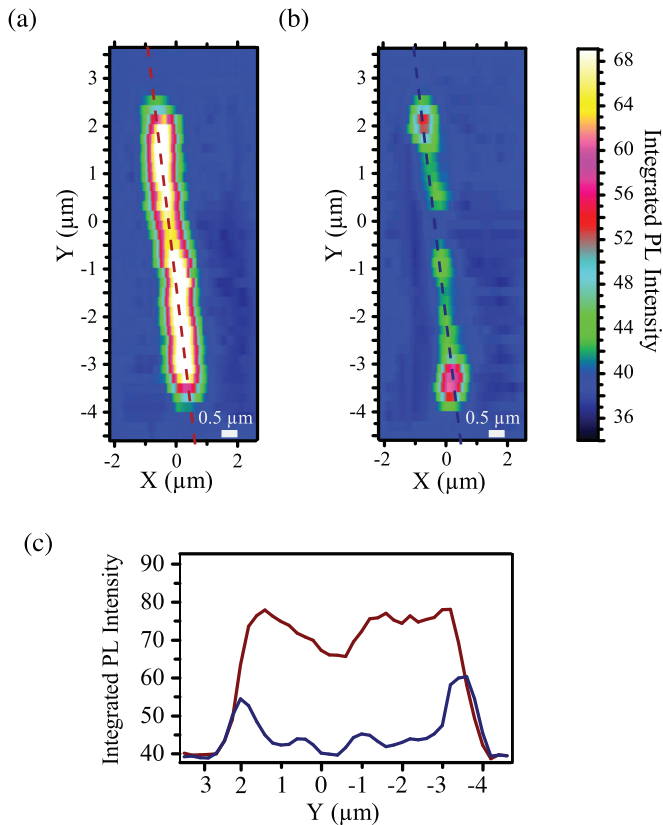 (a)
(b)
3
2
1
0
-1
-2
-3
-4
Y (µm)
-2
0
2
X (µm)
0.5 µm
3
2
1
0
-1
-2
-3
-4
Y (µm)
-2
0
2
X (µm)
0.5 µm
68
64
60
56
52
48
44
40
36
Integrated PL Intensity
(c)
90
80
70
60
50
40
Integrated PL Intensity
3 2 1 0 -1 -2 -3 -4
Y (µm)